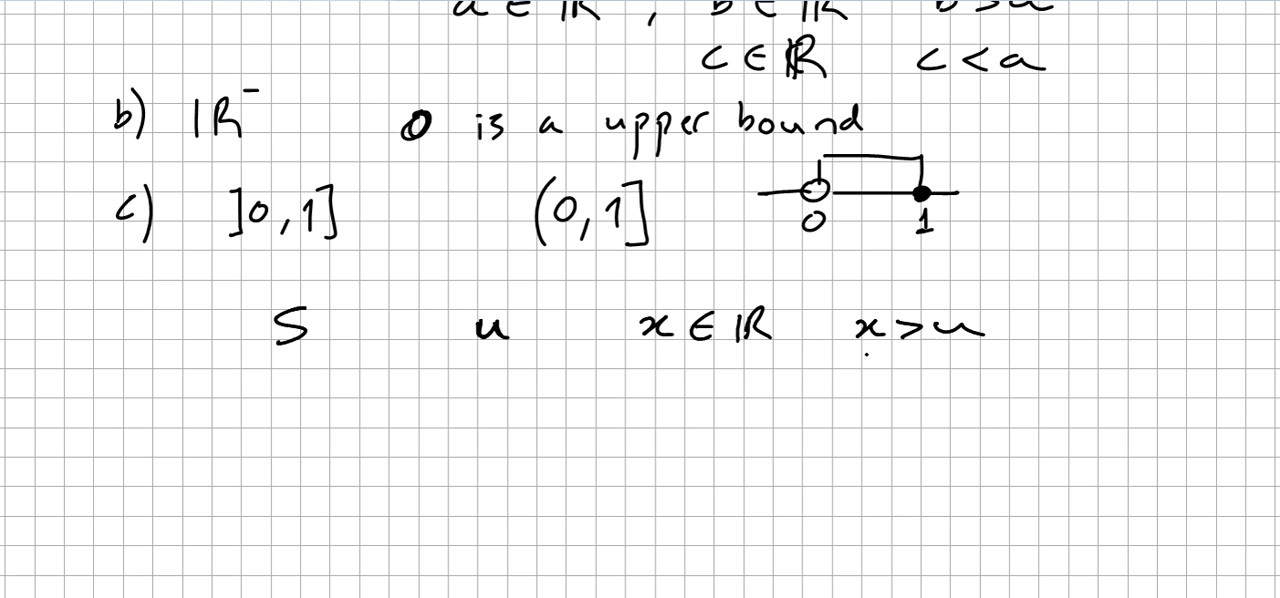 a ∈ ℝ , b ∈ ℝ b > a
c ∈ ℝ c < a
b) ℝ⁻ 0 is a upper bound
c) ]0,1] (0,1]
0 1
S u x ∈ ℝ x > u